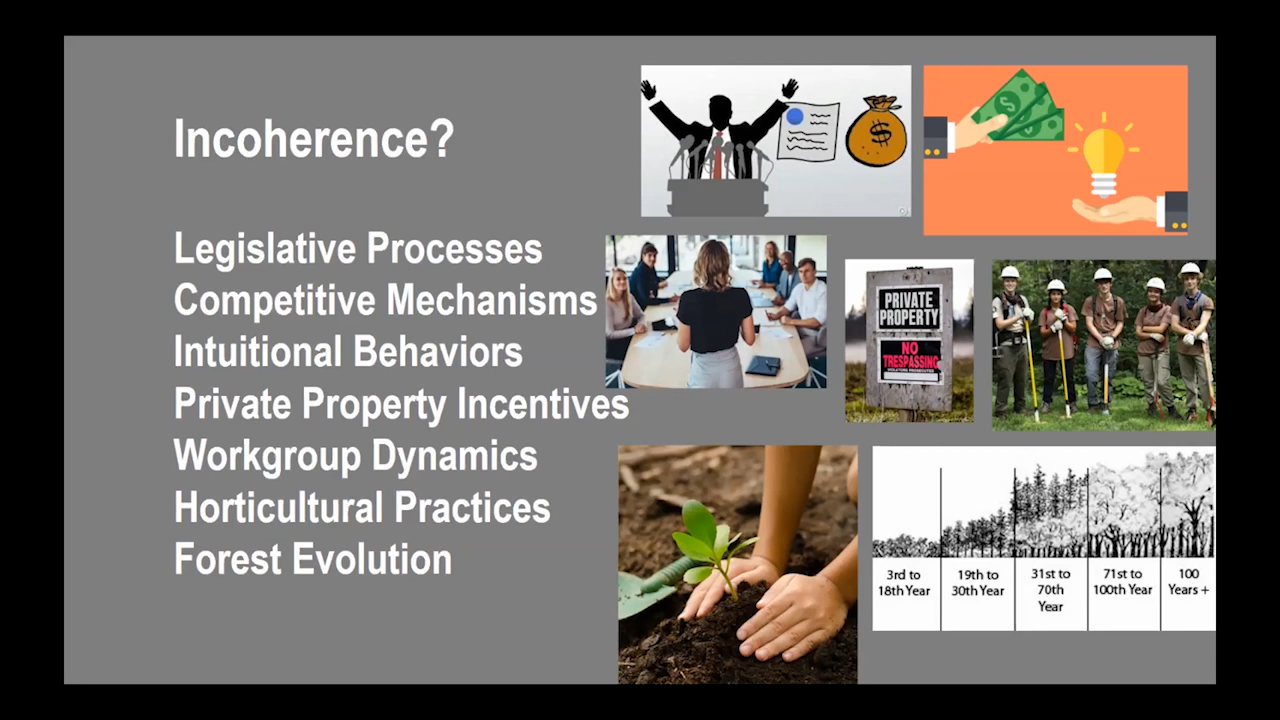 Incoherence?
Legislative Processes
Competitive Mechanisms
Intuitional Behaviors
Private Property Incentives
Workgroup Dynamics
Horticultural Practices
Forest Evolution
$
$
PRIVATE
PROPERTY
NO
TRESPASSING
3rd to
18th Year
19th to
30th Year
31st to
70th
Year
71st to
100th Year
100
Years +